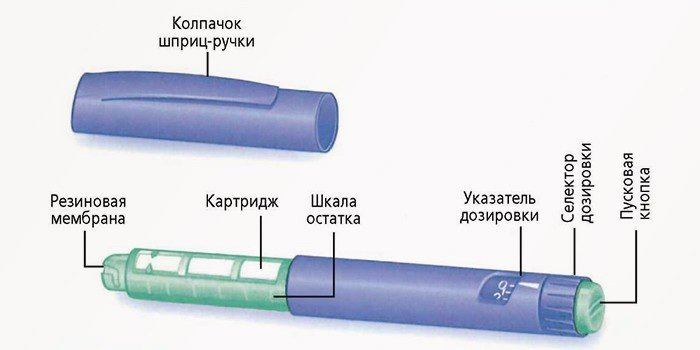 Колпачок
шприц-ручки
Резиновая
мембрана
Картридж
Шкала
остатка
Указатель
дозировки
Селектор
дозировки
Пусковая
кнопка